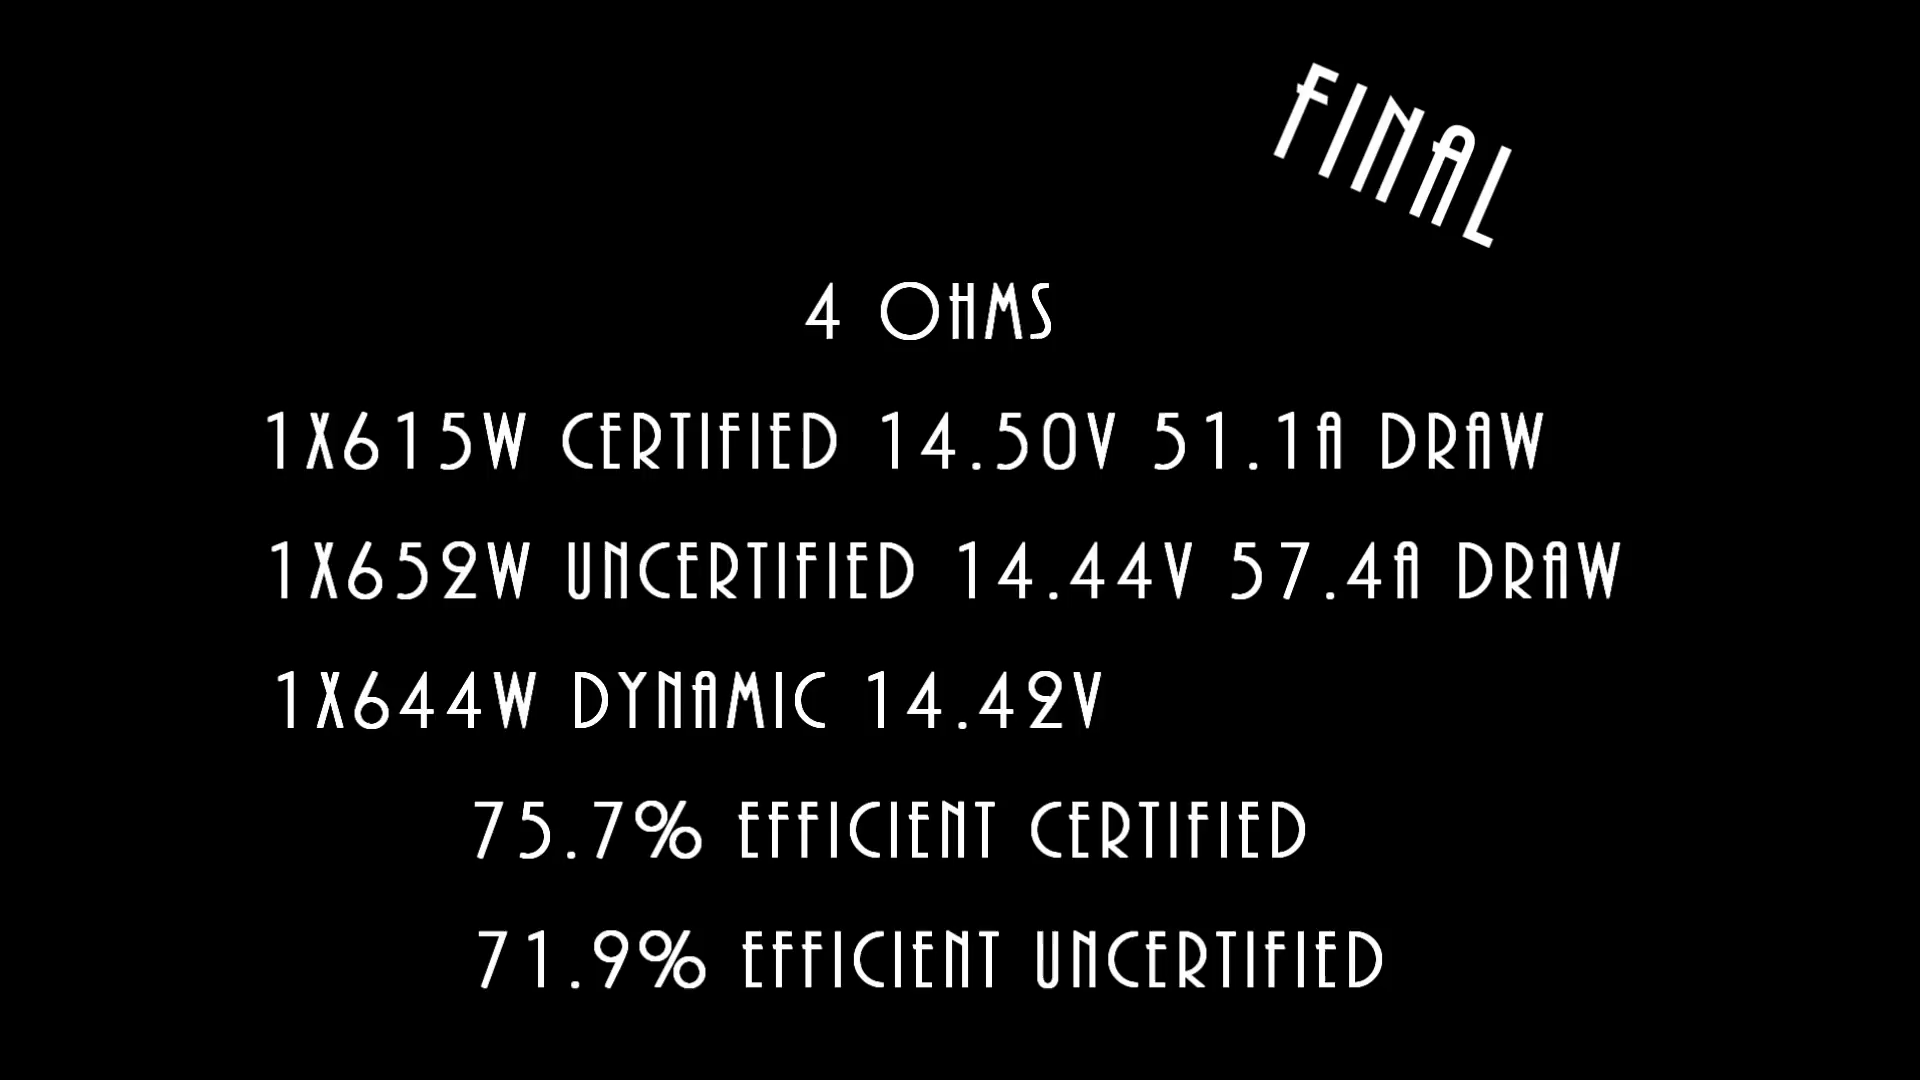 FINAL
4 OHMS
1X615W CERTIFIED 14.50V 51.1A DRAW
1X652W UNCERTIFIED 14.44V 57.4A DRAW
1X644W DYNAMIC 14.42V
75.7% EFFICIENT CERTIFIED
71.9% EFFICIENT UNCERTIFIED